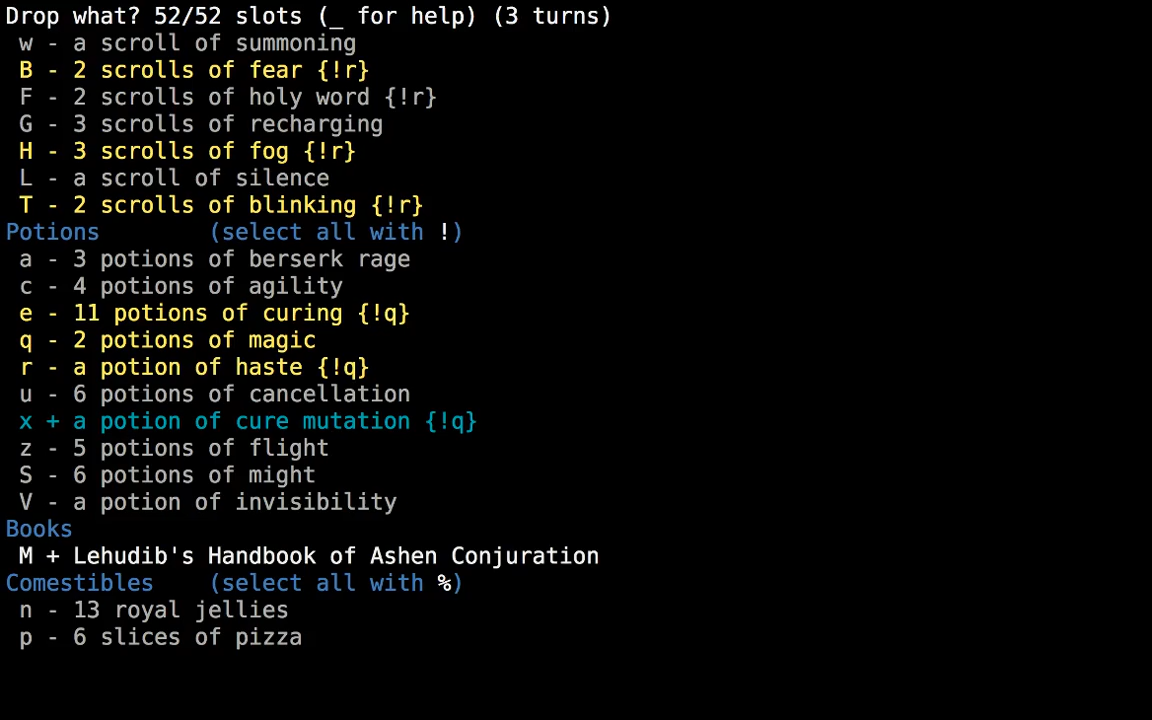 Drop what? 52/52 slots (_ for help) (3 turns)
w - a scroll of summoning
B - 2 scrolls of fear {!r}
F - 2 scrolls of holy word {!r}
G - 3 scrolls of recharging
H - 3 scrolls of fog {!r}
L - a scroll of silence
T - 2 scrolls of blinking {!r}
Potions (select all with !)
a - 3 potions of berserk rage
c - 4 potions of agility
e - 11 potions of curing {!q}
q - 2 potions of magic
r - a potion of haste {!q}
u - 6 potions of cancellation
x + a potion of cure mutation {!q}
z - 5 potions of flight
S - 6 potions of might
V - a potion of invisibility
Books
M + Lehudib's Handbook of Ashen Conjuration
Comestibles (select all with %)
n - 13 royal jellies
p - 6 slices of pizza